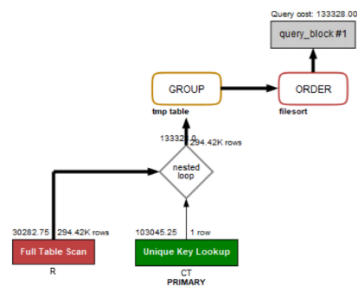 Query cost: 133328.00
query_block #1
GROUP
ORDER
tmp table
filesort
294.42K rows
nested
loop
30282.75
294.42K rows
103045.25
1 row
Full Table Scan
Unique Key Lookup
R
CT
PRIMARY